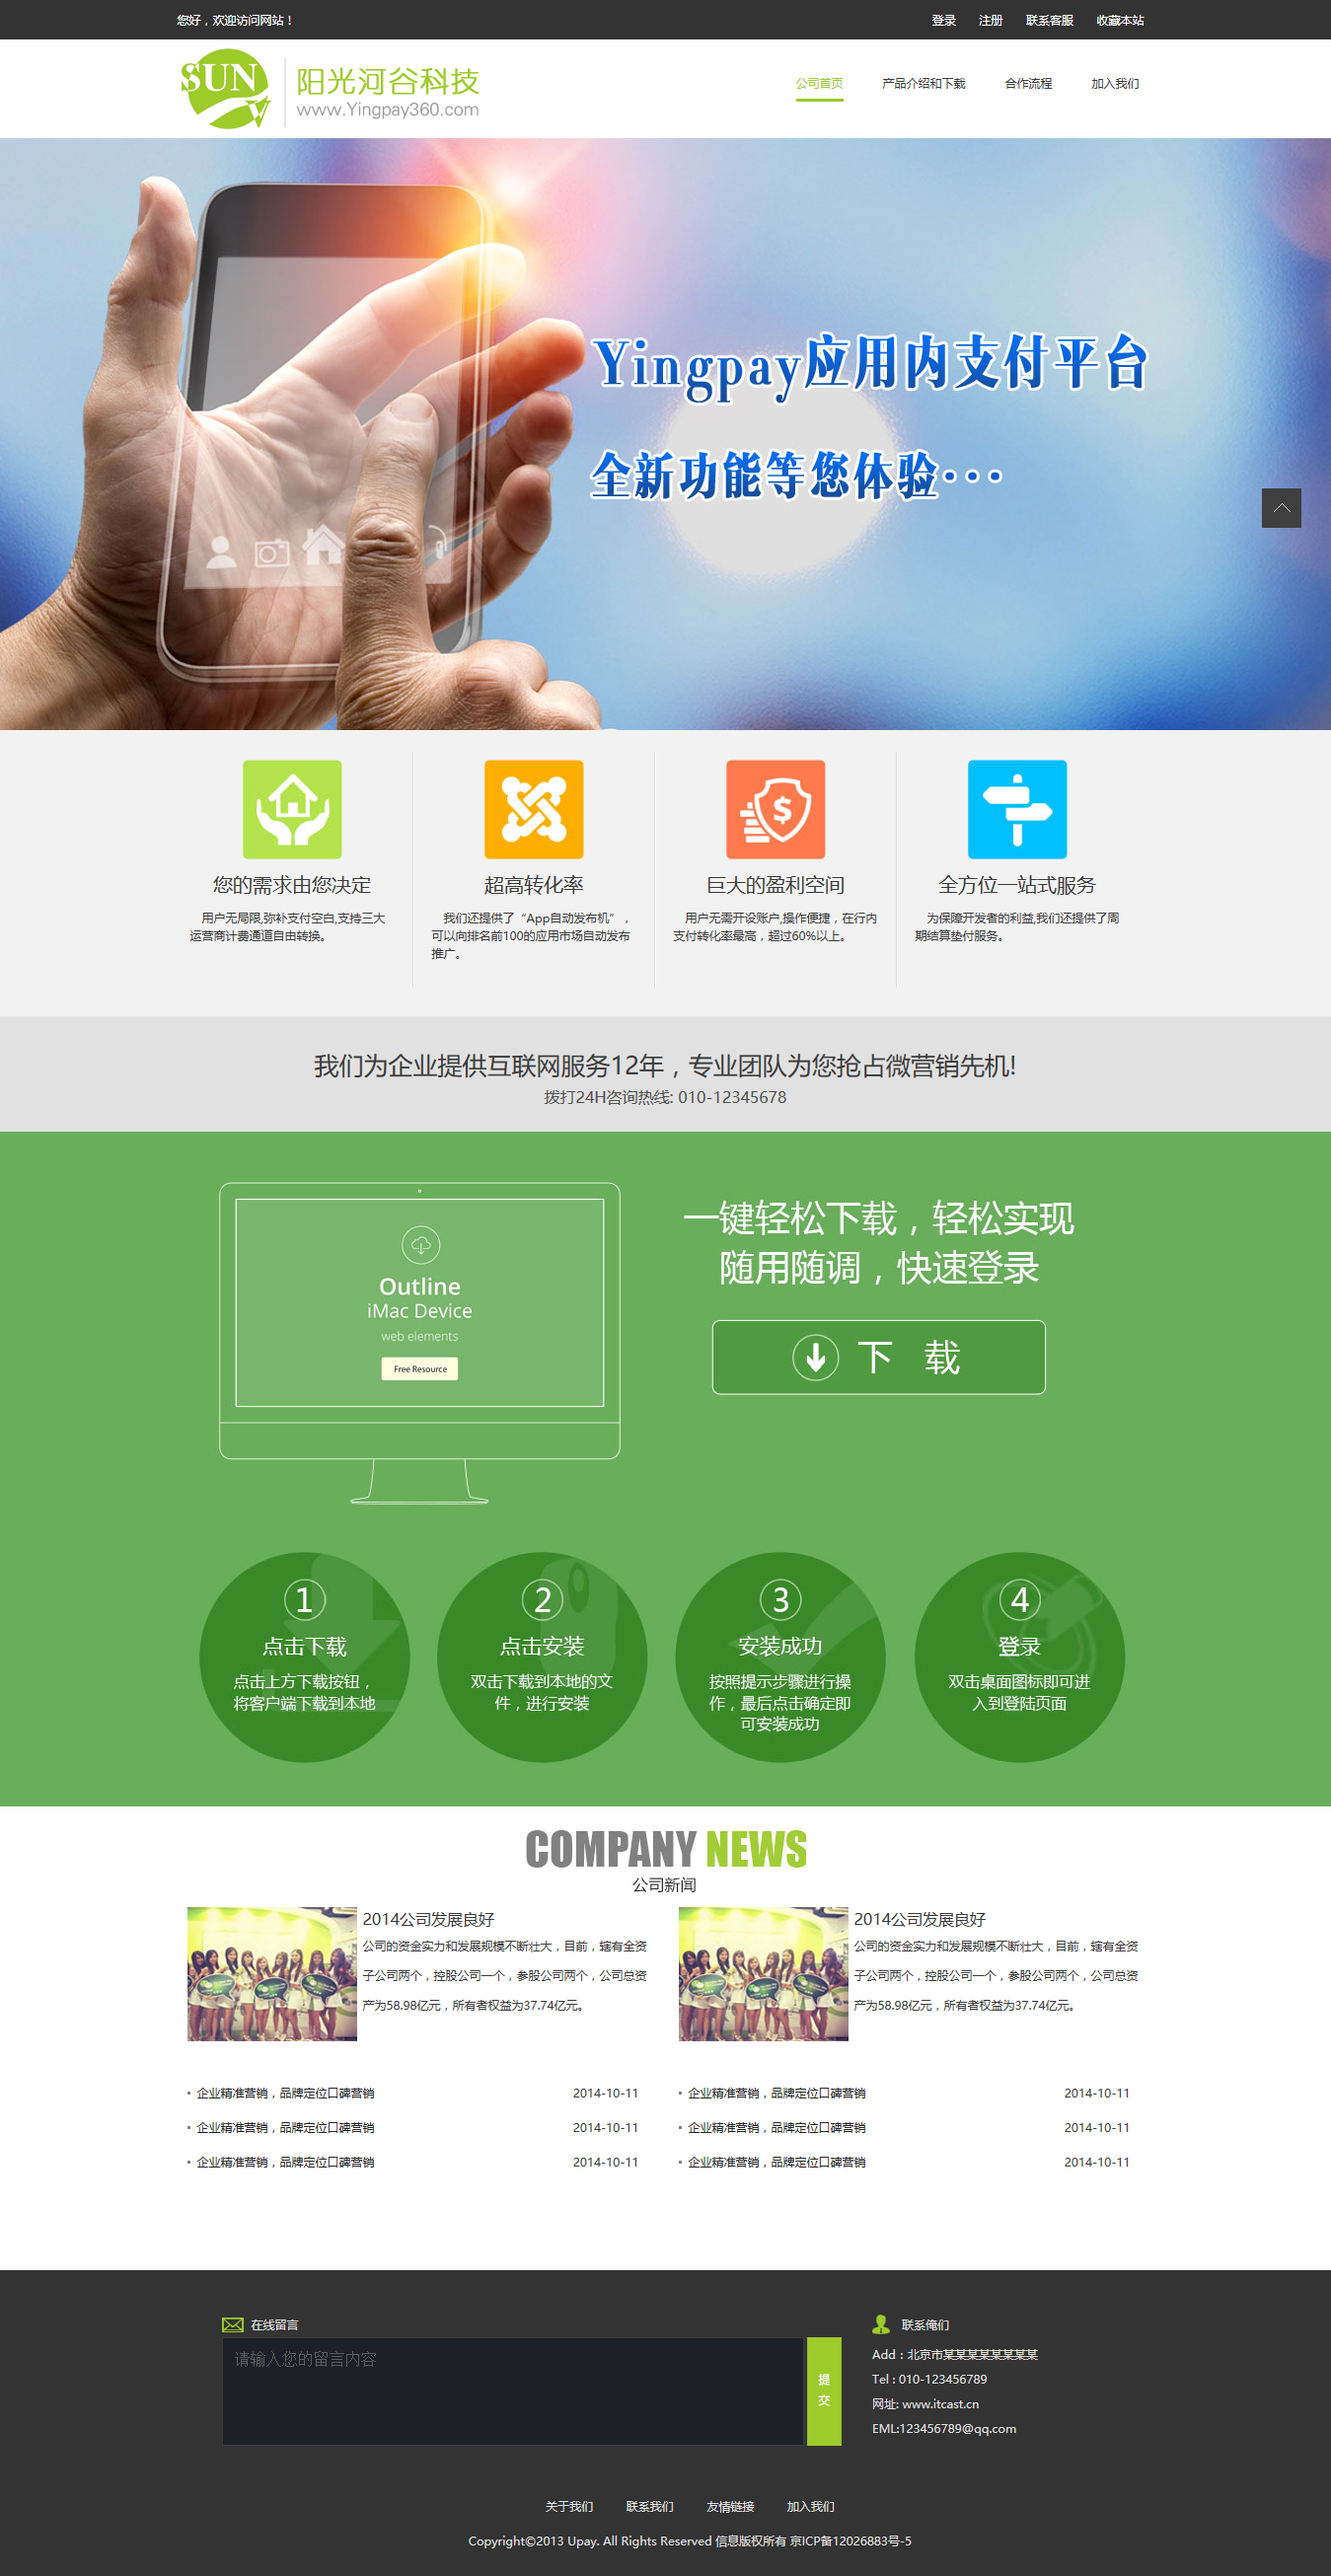 您好，欢迎访问网站！
登录 注册 联系客服 收藏本站
SUN
阳光河谷科技
www.Yingpay360.com
公司首页 产品介绍和下载 合作流程 加入我们
Yingpay应用内支付平台
全新功能等您体验···
您的需求由您决定
用户无局限,弥补支付空白,支持三大
运营商计费通道自由转换。
超高转化率
我们还提供了“App自动发布机”，
可以向排名前100的应用市场自动发布
推广。
巨大的盈利空间
用户无需开设账户,操作便捷，在行内
支付转化率最高，超过60%以上。
全方位一站式服务
为保障开发者的利益,我们还提供了周
期结算垫付服务。
我们为企业提供互联网服务12年，专业团队为您抢占微营销先机!
拨打24H咨询热线: 010-12345678
Outline
iMac Device
web elements
Free Resource
一键轻松下载，轻松实现
随用随调，快速登录
下 载
1
点击下载
点击上方下载按钮，
将客户端下载到本地
2
点击安装
双击下载到本地的文
件，进行安装
3
安装成功
按照提示步骤进行操
作，最后点击确定即
可安装成功
4
登录
双击桌面图标即可进
入到登陆页面
COMPANY NEWS
公司新闻
2014公司发展良好
公司的资金实力和发展规模不断壮大，目前，辖有全资
子公司两个，控股公司一个，参股公司两个，公司总资
产为58.98亿元，所有者权益为37.74亿元。
2014公司发展良好
公司的资金实力和发展规模不断壮大，目前，辖有全资
子公司两个，控股公司一个，参股公司两个，公司总资
产为58.98亿元，所有者权益为37.74亿元。
企业精准营销，品牌定位口碑营销 2014-10-11
企业精准营销，品牌定位口碑营销 2014-10-11
企业精准营销，品牌定位口碑营销 2014-10-11
企业精准营销，品牌定位口碑营销 2014-10-11
企业精准营销，品牌定位口碑营销 2014-10-11
企业精准营销，品牌定位口碑营销 2014-10-11
在线留言
请输入您的留言内容
提
交
联系俺们
Add：北京市某某某某某某某某
Tel : 010-123456789
网址: www.itcast.cn
EML:123456789@qq.com
关于我们 联系我们 友情链接 加入我们
Copyright©2013 Upay. All Rights Reserved 信息版权所有 京ICP备12026883号-5